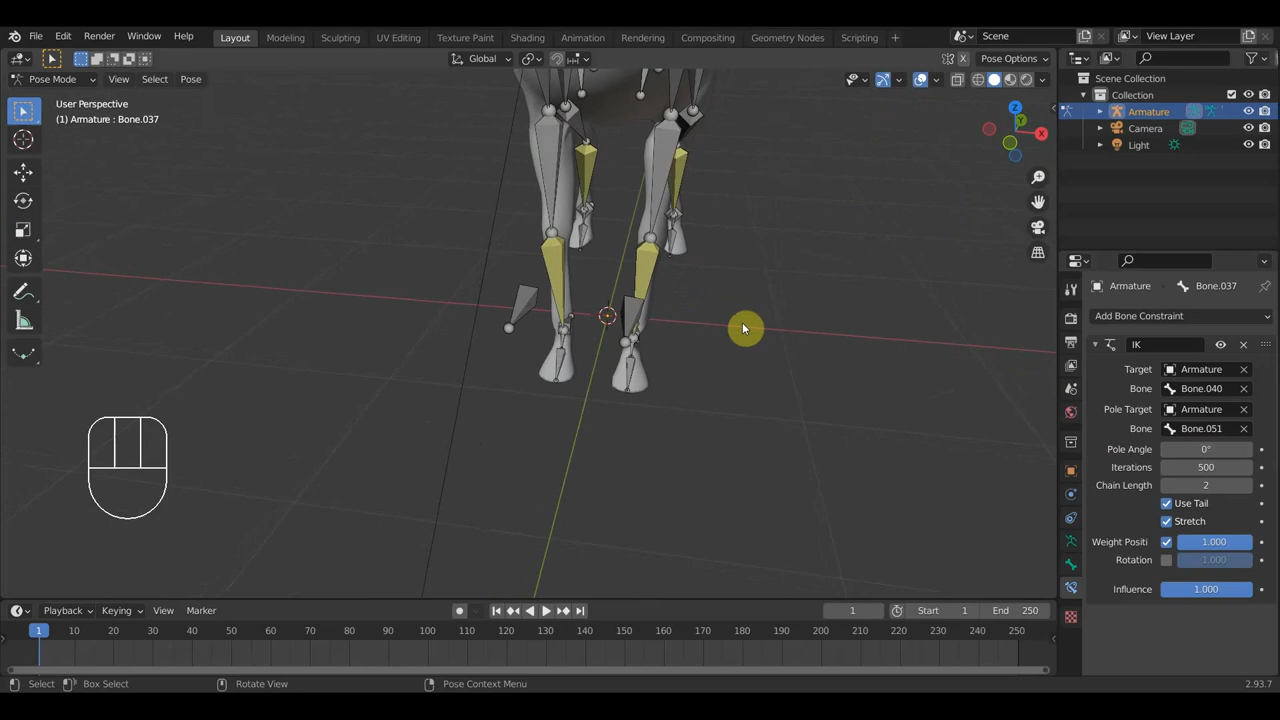 File Edit Render Window Help Layout Modeling Sculpting UV Editing Texture Paint Shading Animation Rendering Compositing Geometry Nodes Scripting + Scene View Layer
Global Pose Options
Pose Mode View Select Pose
User Perspective
(1) Armature : Bone.037
Z
Y
X
X
Scene Collection
Collection
Armature
Camera
Light
Armature Bone.037
Add Bone Constraint
IK
Target Armature
Bone Bone.040
Pole Target Armature
Bone Bone.051
Pole Angle 0°
Iterations 500
Chain Length 2
Use Tail
Stretch
Weight Positi 1.000
Rotation 1.000
Influence 1.000
Playback Keying View Marker 1 Start 1 End 250
1 10 20 30 40 50 60 70 80 90 100 110 120 130 140 150 160 170 180 190 200 210 220 230 240 250
Select Box Select Rotate View Pose Context Menu 2.93.7